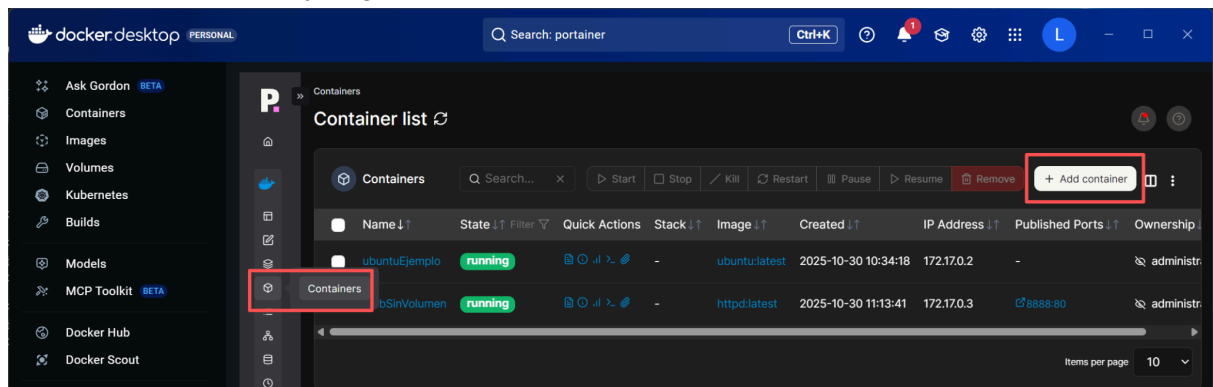 docker desktop PERSONAL
Search: portainer
Ctrl+K
1
L
Ask Gordon BETA
Containers
Images
Volumes
Kubernetes
Builds
Models
MCP Toolkit BETA
Docker Hub
Docker Scout
P
»
Containers
Containers
Container list
Containers
Search...
Start
Stop
Kill
Restart
Pause
Resume
Remove
+ Add container
Name State Filter Quick Actions Stack Image Created IP Address Published Ports Ownership
ubuntuEjemplo running - ubuntu:latest 2025-10-30 10:34:18 172.17.0.2 - administr
bSinVolumen running - httpd:latest 2025-10-30 11:13:41 172.17.0.3 8888:80 administr
Items per page 10